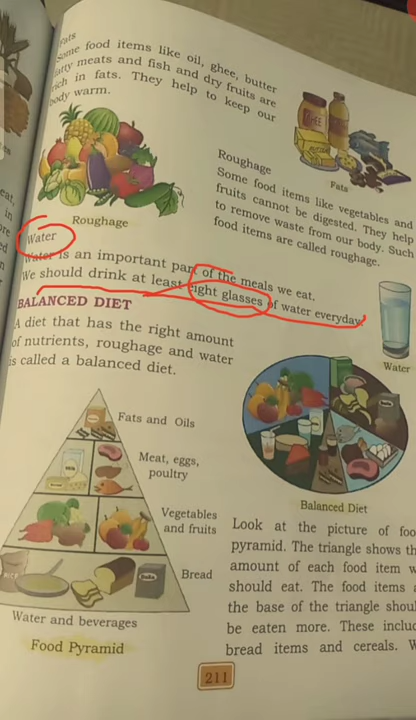 Fats
Some food items like oil, ghee, butter
fatty meats and fish and dry fruits are
rich in fats. They help to keep our
body warm.
GHEE
Fats
Roughage
Roughage
Some food items like vegetables and
fruits cannot be digested. They help
to remove waste from our body. Such
food items are called roughage.
Water
Water is an important part of the meals we eat.
We should drink at least eight glasses of water everyday.
Water
BALANCED DIET
A diet that has the right amount
of nutrients, roughage and water
is called a balanced diet.
Balanced Diet
Fats and Oils
Meat, eggs,
poultry
Milk
Vegetables
and fruits
Bread
Water and beverages
Food Pyramid
Look at the picture of foo
pyramid. The triangle shows th
amount of each food item w
should eat. The food items a
the base of the triangle shoul
be eaten more. These includ
bread items and cereals. W
211